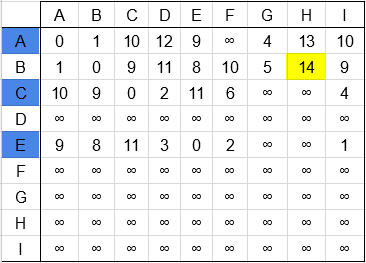 A B C D E F G H I
A 0 1 10 12 9 ∞ 4 13 10
B 1 0 9 11 8 10 5 14 9
C 10 9 0 2 11 6 ∞ ∞ 4
D ∞ ∞ ∞ ∞ ∞ ∞ ∞ ∞ ∞
E 9 8 11 3 0 2 ∞ ∞ 1
F ∞ ∞ ∞ ∞ ∞ ∞ ∞ ∞ ∞
G ∞ ∞ ∞ ∞ ∞ ∞ ∞ ∞ ∞
H ∞ ∞ ∞ ∞ ∞ ∞ ∞ ∞ ∞
I ∞ ∞ ∞ ∞ ∞ ∞ ∞ ∞ ∞